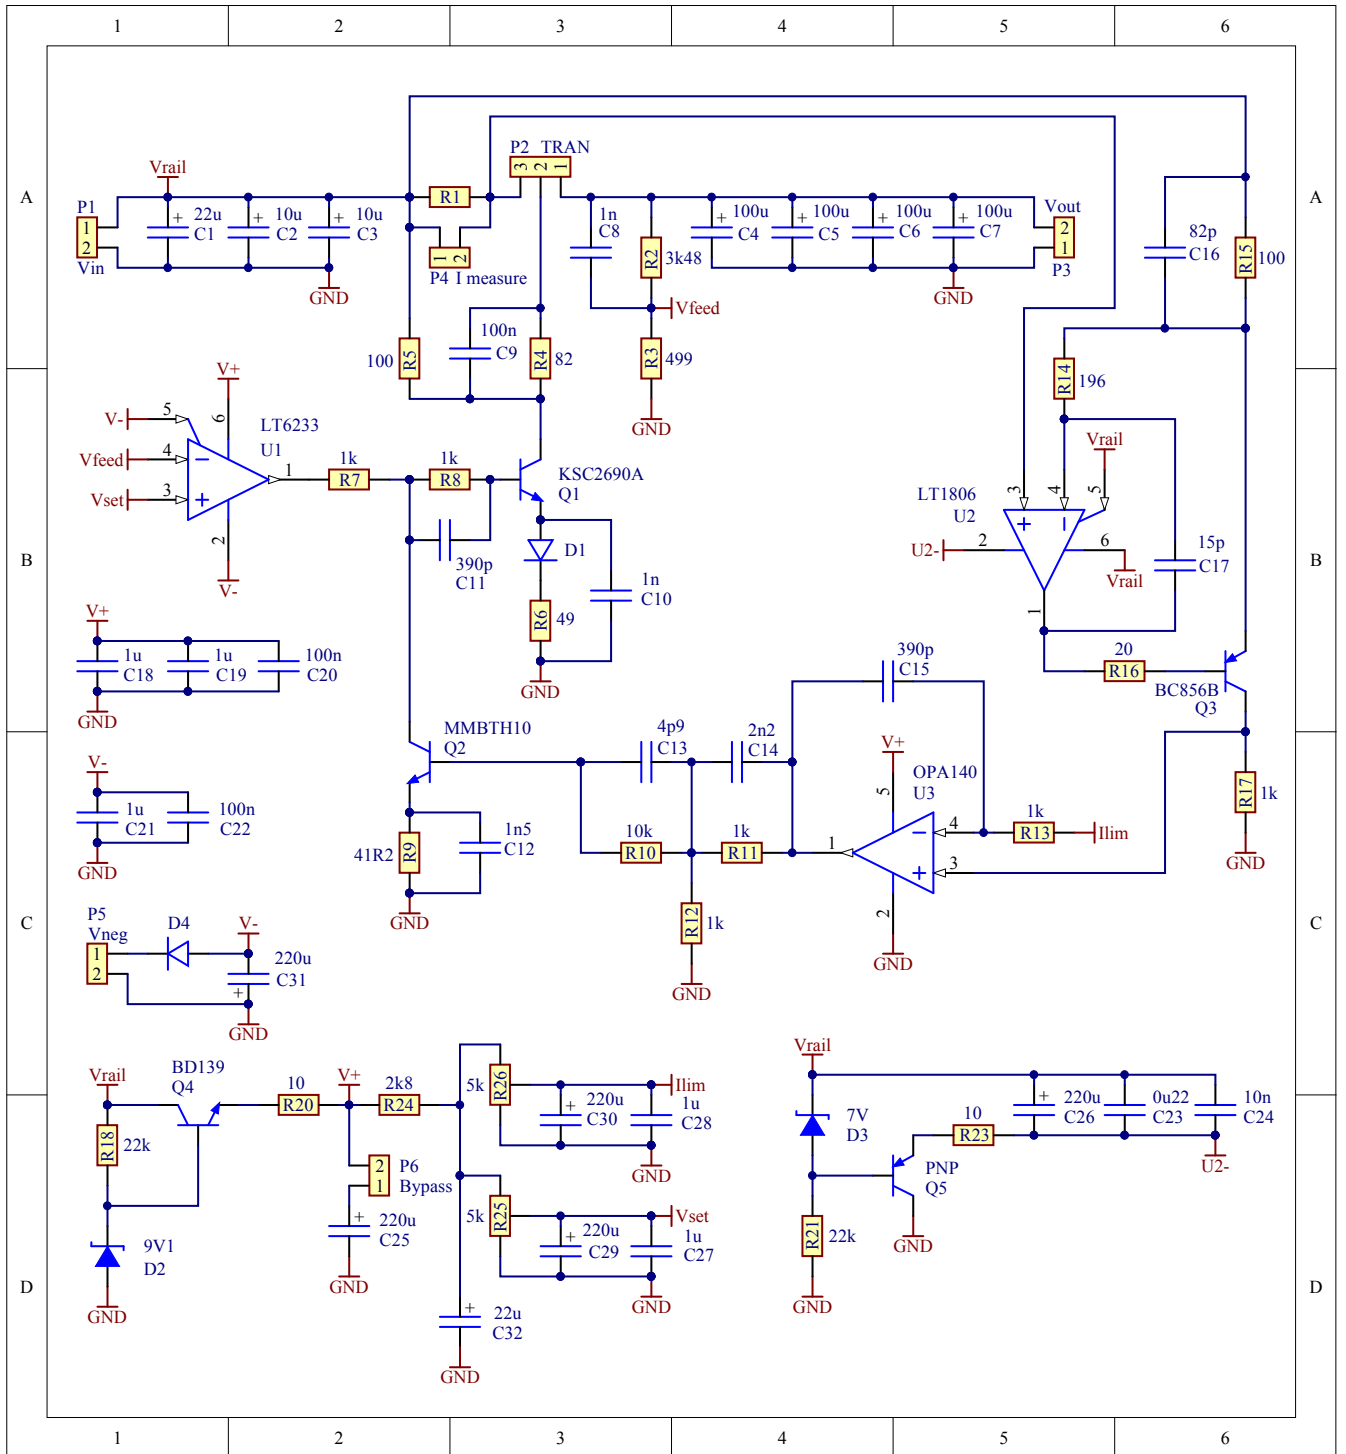 1 2 3 4 5 6
A A
P2 TRAN
3 2 1
Vrail
P1
1
2
Vin
22u
C1
10u
C2
10u
C3
GND
R1
1 2
P4 I measure
1n
C8
R2
3k48
100u
C4
100u
C5
100u
C6
100u
C7
GND
Vout
2
1
P3
82p
C16
R15
100
Vfeed
100
R5
100n
C9
R4
82
R3
499
GND
R14
196
B B
V+
V-
5
6
LT6233
U1
Vfeed
4
Vset
3
1
2
V-
1k
R7
1k
R8
KSC2690A
Q1
390p
C11
D1
1n
C10
R6
49
GND
Vrail
LT1806
U2
3
4
5
U2-
2
6
Vrail
1
15p
C17
20
R16
BC856B
Q3
V+
1u
C18
1u
C19
100n
C20
GND
390p
C15
MMBTH10
Q2
4p9
C13
2n2
C14
V+
OPA140
U3
5
4
3
1
2
1k
R13
Ilim
R17
1k
GND
V-
1u
C21
100n
C22
GND
41R2
R9
1n5
C12
GND
10k
R10
1k
R11
R12
1k
GND
GND
C C
P5
Vneg
1
2
D4
V-
220u
C31
GND
Vrail
BD139
Q4
10
R20
V+
2k8
R24
R18
22k
P6
2
1
Bypass
220u
C25
GND
9V1
D2
GND
5k
R26
220u
C30
Ilim
1u
C28
GND
5k
R25
220u
C29
Vset
1u
C27
GND
22u
C32
GND
Vrail
7V
D3
PNP
Q5
10
R23
R21
22k
GND
GND
220u
C26
0u22
C23
10n
C24
U2-
D D
1 2 3 4 5 6